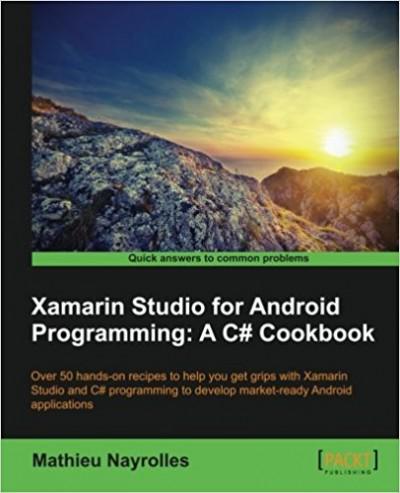 Quick answers to common problems
Xamarin Studio for Android
Programming: A C# Cookbook
Over 50 hands-on recipes to help you get grips with Xamarin
Studio and C# programming to develop market-ready Android
applications
Mathieu Nayrolles
[PACKT]
PUBLISHING